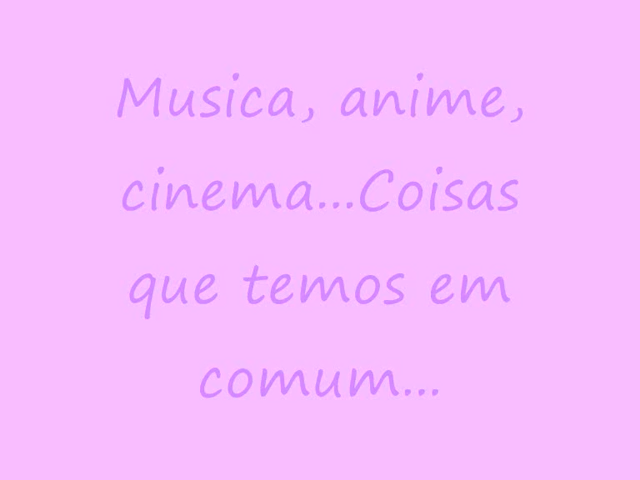 Musica, anime,
cinema...Coisas
que temos em
comum...